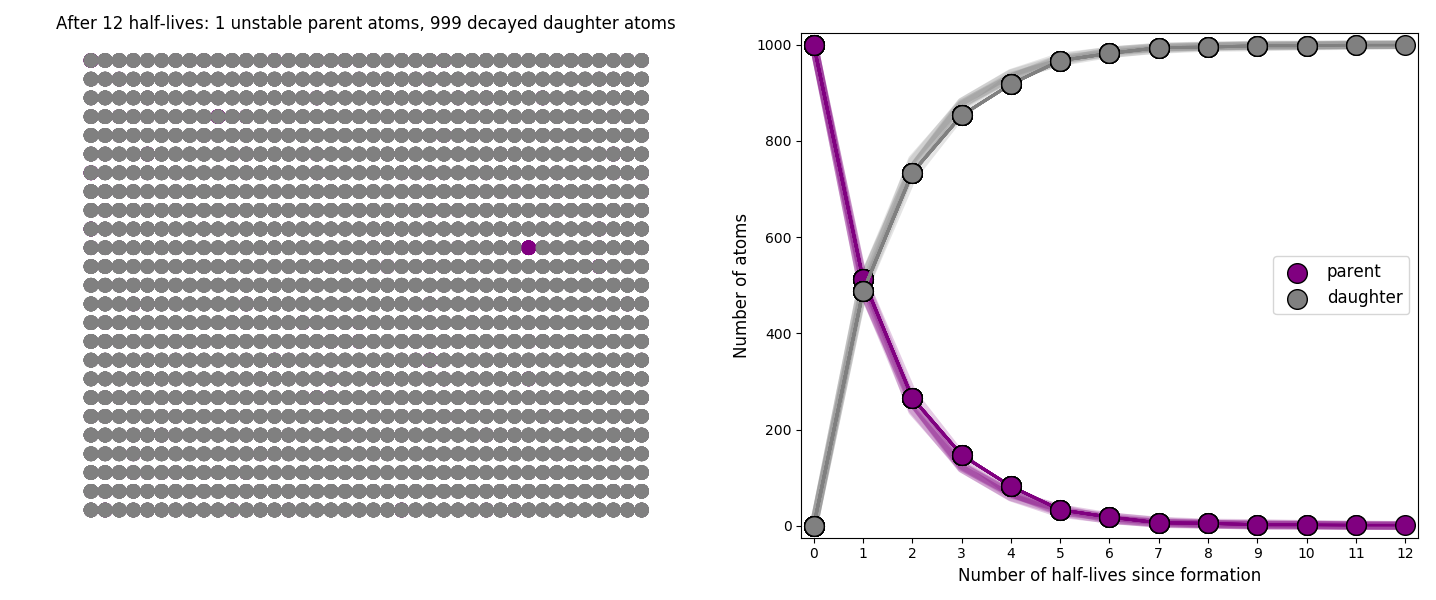 After 12 half-lives: 1 unstable parent atoms, 999 decayed daughter atoms
1000
800
600
400
200
0
Number of atoms
parent
daughter
0 1 2 3 4 5 6 7 8 9 10 11 12
Number of half-lives since formation